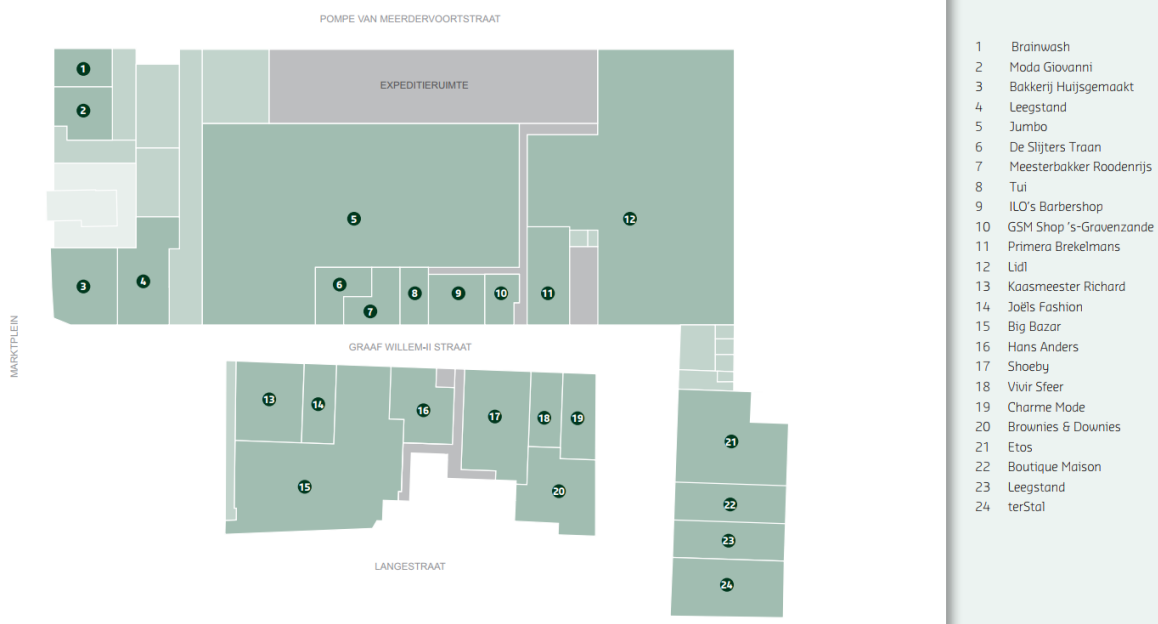 POMPE VAN MEERDERVOORTSTRAAT
EXPEDITIERUIMTE
1
2
5
12
3
4
6
7
8
9
10
11
MARKTPLEIN
GRAAF WILLEM-II STRAAT
13
14
15
16
17
18
19
20
21
22
23
24
LANGESTRAAT
1 Brainwash
2 Moda Giovanni
3 Bakkerij Huijsgemaakt
4 Leegstand
5 Jumbo
6 De Slijters Traan
7 Meesterbakker Roodenrijs
8 Tui
9 ILO's Barbershop
10 GSM Shop 's-Gravenzande
11 Primera Brekelmans
12 Lidl
13 Kaasmeester Richard
14 Joëls Fashion
15 Big Bazar
16 Hans Anders
17 Shoeby
18 Vivir Sfeer
19 Charme Mode
20 Brownies & Downies
21 Etos
22 Boutique Maison
23 Leegstand
24 terStal